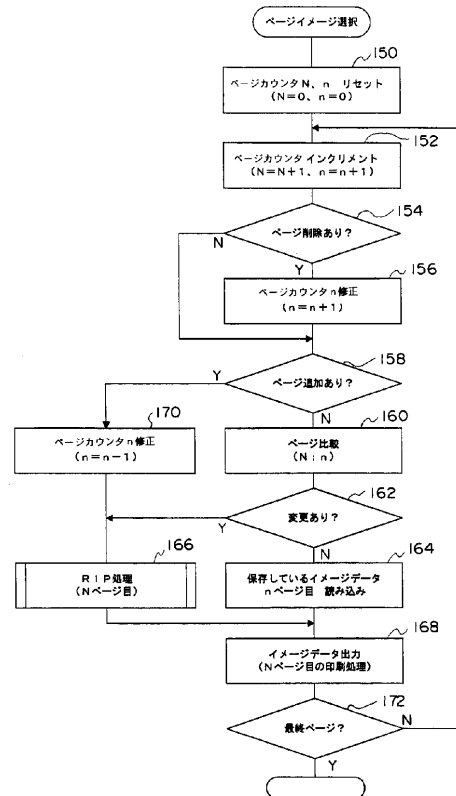 ページイメージ選択
150
ページカウンタN、n リセット
(N=0、n=0)
152
ページカウンタ インクリメント
(N=N+1、n=n+1)
154
ページ削除あり?
N
Y
156
ページカウンタn修正
(n=n+1)
158
ページ追加あり?
Y
N
170
ページカウンタn修正
(n=n-1)
160
ページ比較
(N:n)
162
変更あり?
Y
N
166
RIP処理
(Nページ目)
164
保存しているイメージデータ
nページ目 読み込み
168
イメージデータ出力
(Nページ目の印刷処理)
172
最終ページ?
N
Y